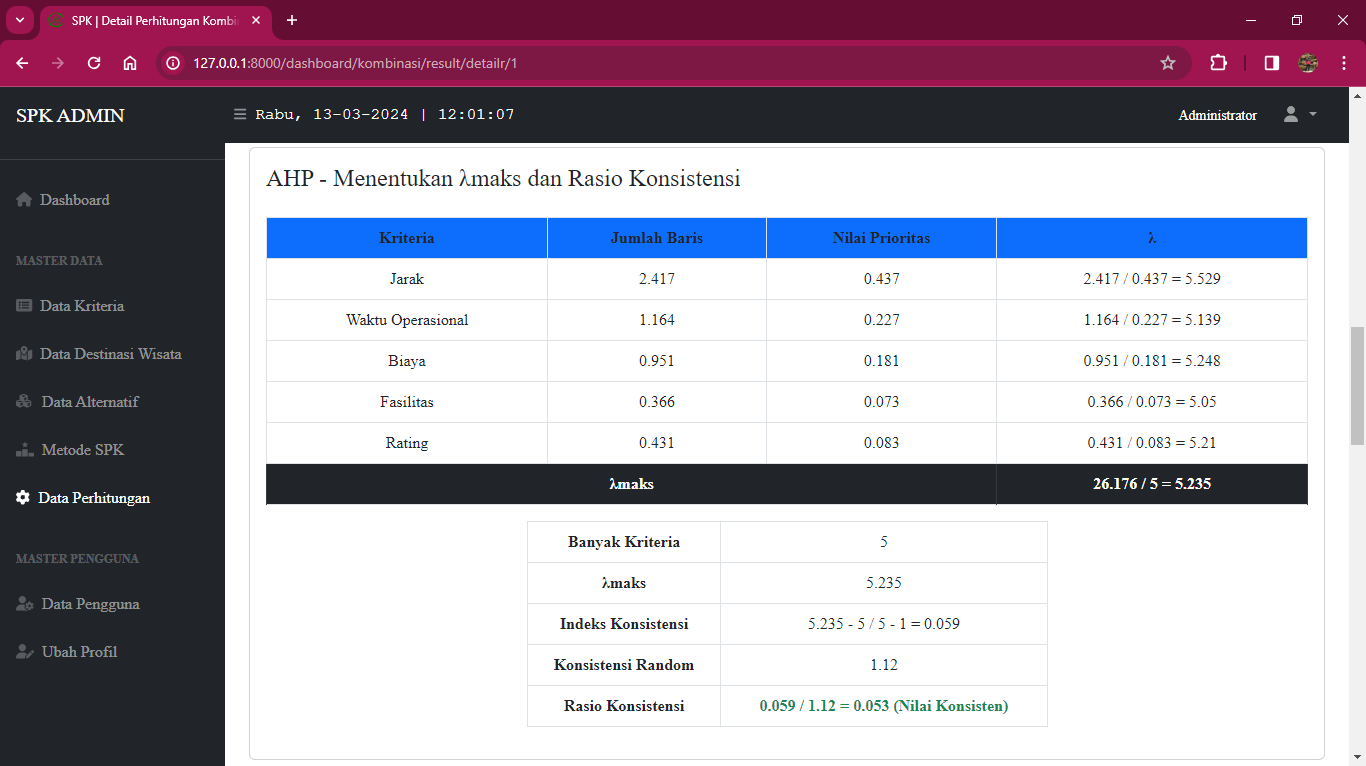 SPK | Detail Perhitungan Kombi
127.0.0.1:8000/dashboard/kombinasi/result/detailr/1
SPK ADMIN
Rabu, 13-03-2024 | 12:01:07
Administrator
Dashboard
MASTER DATA
Data Kriteria
Data Destinasi Wisata
Data Alternatif
Metode SPK
Data Perhitungan
MASTER PENGGUNA
Data Pengguna
Ubah Profil
AHP - Menentukan λmaks dan Rasio Konsistensi
Kriteria Jumlah Baris Nilai Prioritas λ
Jarak 2.417 0.437 2.417 / 0.437 = 5.529
Waktu Operasional 1.164 0.227 1.164 / 0.227 = 5.139
Biaya 0.951 0.181 0.951 / 0.181 = 5.248
Fasilitas 0.366 0.073 0.366 / 0.073 = 5.05
Rating 0.431 0.083 0.431 / 0.083 = 5.21
λmaks 26.176 / 5 = 5.235
Banyak Kriteria 5
λmaks 5.235
Indeks Konsistensi 5.235 - 5 / 5 - 1 = 0.059
Konsistensi Random 1.12
Rasio Konsistensi 0.059 / 1.12 = 0.053 (Nilai Konsisten)